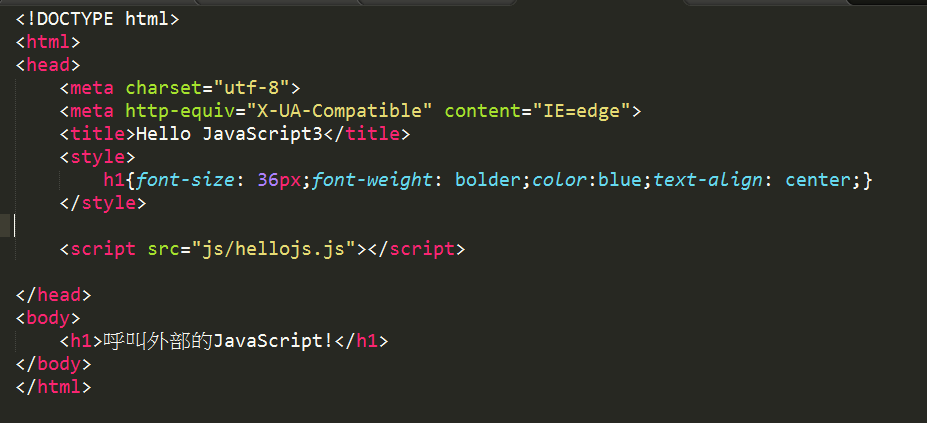 <!DOCTYPE html>
<html>
<head>
    <meta charset="utf-8">
    <meta http-equiv="X-UA-Compatible" content="IE=edge">
    <title>Hello JavaScript3</title>
    <style>
        h1{font-size: 36px;font-weight: bolder;color:blue;text-align: center;}
    </style>

    <script src="js/hellojs.js"></script>

</head>
<body>
    <h1>呼叫外部的JavaScript!</h1>
</body>
</html>